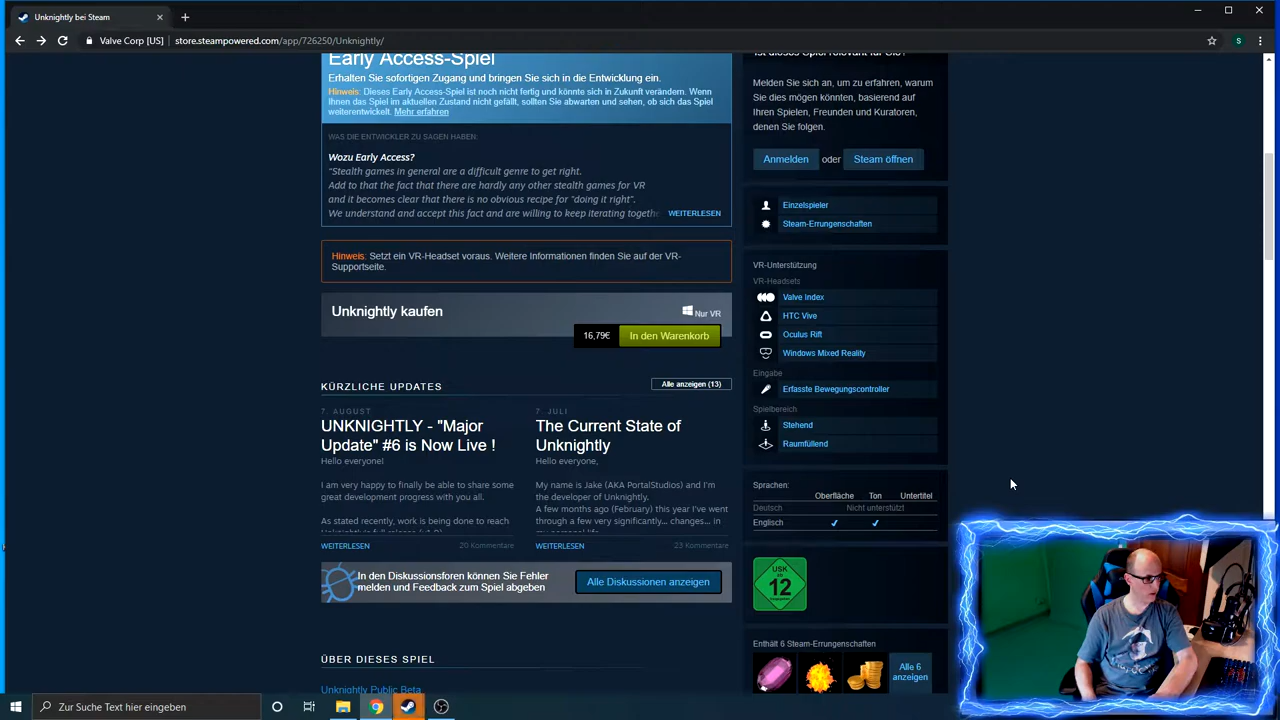 Unknightly bei Steam
Valve Corp [US]
store.steampowered.com/app/726250/Unknightly/
S
Early Access-Spiel
Erhalten Sie sofortigen Zugang und bringen Sie sich in die Entwicklung ein.
Hinweis: Dieses Early Access-Spiel ist noch nicht fertig und könnte sich in Zukunft verändern. Wenn
Ihnen das Spiel im aktuellen Zustand nicht gefällt, sollten Sie abwarten und sehen, ob sich das Spiel
weiterentwickelt. Mehr erfahren
WAS DIE ENTWICKLER ZU SAGEN HABEN:
Wozu Early Access?
"Stealth games in general are a difficult genre to get right.
Add to that the fact that there are hardly any other stealth games for VR
and it becomes clear that there is no obvious recipe for "doing it right".
We understand and accept this fact and are willing to keep iterating togethe
WEITERLESEN
Hinweis: Setzt ein VR-Headset voraus. Weitere Informationen finden Sie auf der VR-
Supportseite.
Unknightly kaufen
Nur VR
16,79€
In den Warenkorb
KÜRZLICHE UPDATES
Alle anzeigen (13)
7. AUGUST
UNKNIGHTLY - "Major
Update" #6 is Now Live !
Hello everyone!
I am very happy to finally be able to share some
great development progress with you all.
As stated recently, work is being done to reach
WEITERLESEN
20 Kommentare
7. JULI
The Current State of
Unknightly
Hello everyone,
My name is Jake (AKA PortalStudios) and I'm
the developer of Unknightly.
A few months ago (February) this year I've went
through a few very significantly... changes... in
WEITERLESEN
23 Kommentare
In den Diskussionsforen können Sie Fehler
melden und Feedback zum Spiel abgeben
Alle Diskussionen anzeigen
ÜBER DIESES SPIEL
Unknightly Public Beta
Ist dieses Spiel relevant für Sie?
Melden Sie sich an, um zu erfahren, warum
Sie dies mögen könnten, basierend auf
Ihren Spielen, Freunden und Kuratoren,
denen Sie folgen.
Anmelden oder Steam öffnen
Einzelspieler
Steam-Errungenschaften
VR-Unterstützung
VR-Headsets
Valve Index
HTC Vive
Oculus Rift
Windows Mixed Reality
Eingabe
Erfasste Bewegungscontroller
Spielbereich
Stehend
Raumfüllend
Sprachen:
Oberfläche Ton Untertitel
Deutsch Nicht unterstützt
Englisch ✔ ✔
USK
ab
12
freigegeben
Enthält 6 Steam-Errungenschaften
Alle 6
anzeigen
Zur Suche Text hier eingeben